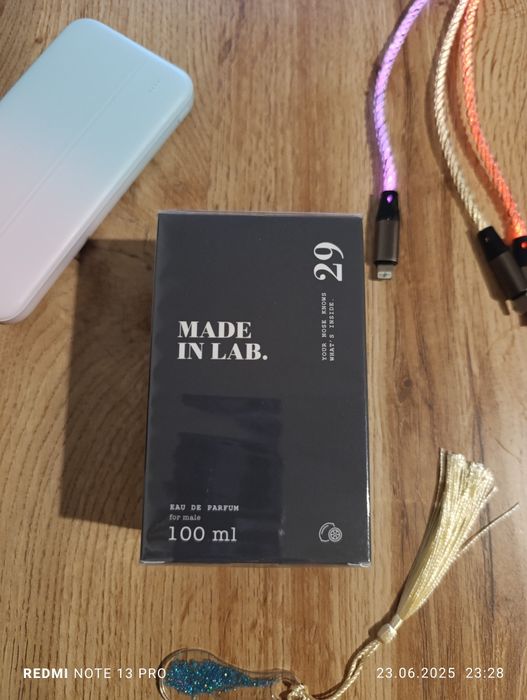 29
YOUR NOSE KNOWS
WHAT'S INSIDE.
MADE
IN LAB.
EAU DE PARFUM
for male
100 ml
REDMI NOTE 13 PRO
23.06.2025 23:28